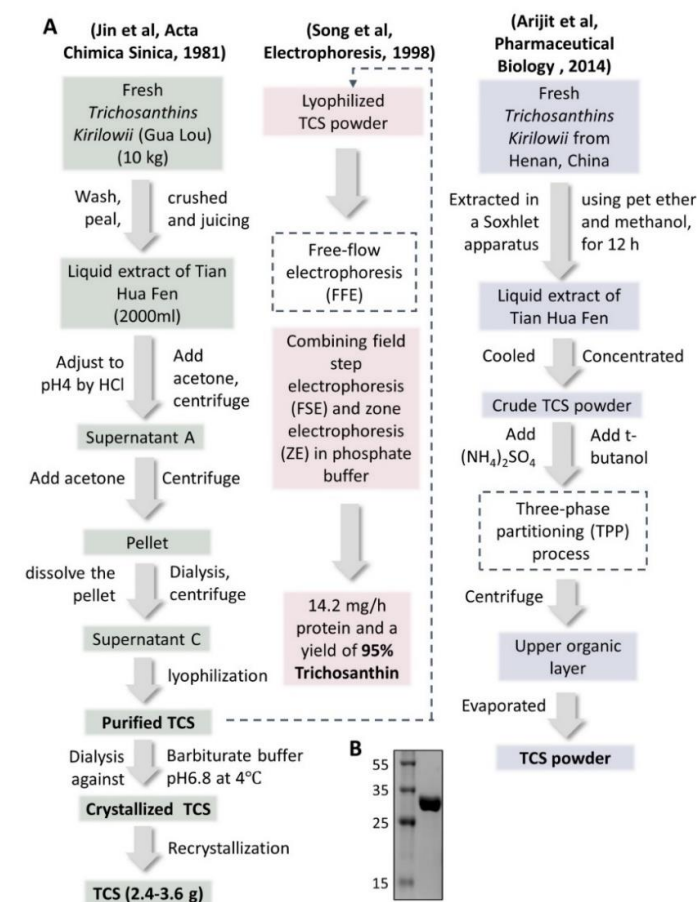 A
(Jin et al, Acta
Chimica Sinica, 1981)
Fresh
Trichosanthins
Kirilowii (Gua Lou)
(10 kg)
Wash,
peal,
crushed
and juicing
Liquid extract of Tian
Hua Fen
(2000ml)
Adjust to
pH4 by HCl
Add
acetone,
centrifuge
Supernatant A
Add acetone
Centrifuge
Pellet
dissolve the
pellet
Dialysis,
centrifuge
Supernatant C
lyophilization
Purified TCS
Dialysis
against
Barbiturate buffer
pH6.8 at 4℃
Crystallized TCS
Recrystallization
TCS (2.4-3.6 g)
(Song et al,
Electrophoresis, 1998)
Lyophilized
TCS powder
Free-flow
electrophoresis
(FFE)
Combining field
step
electrophoresis
(FSE) and zone
electrophoresis
(ZE) in phosphate
buffer
14.2 mg/h
protein and a
yield of 95%
Trichosanthin
(Arijit et al,
Pharmaceutical
Biology , 2014)
Fresh
Trichosanthins
Kirilowii from
Henan, China
Extracted in
a Soxhlet
apparatus
using pet ether
and methanol,
for 12 h
Liquid extract of
Tian Hua Fen
Cooled
Concentrated
Crude TCS powder
Add
(NH₄)₂SO₄
Add t-
butanol
Three-phase
partitioning (TPP)
process
Centrifuge
Upper organic
layer
Evaporated
TCS powder
B
55
35
25
15